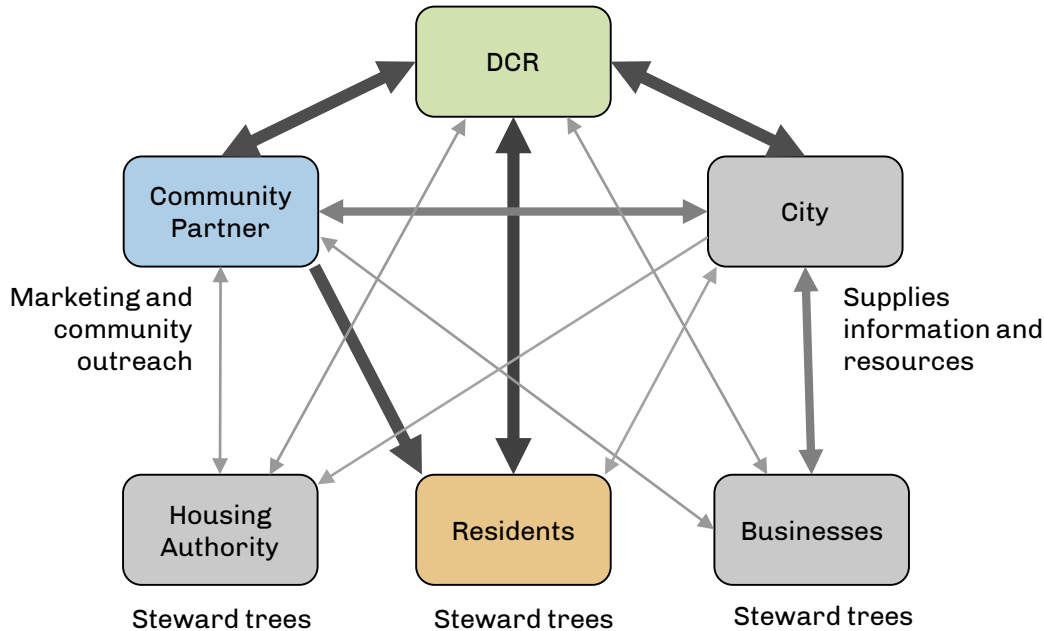 DCR
Community
Partner
City
Marketing and
community
outreach
Supplies
information and
resources
Housing
Authority
Residents
Businesses
Steward trees
Steward trees
Steward trees